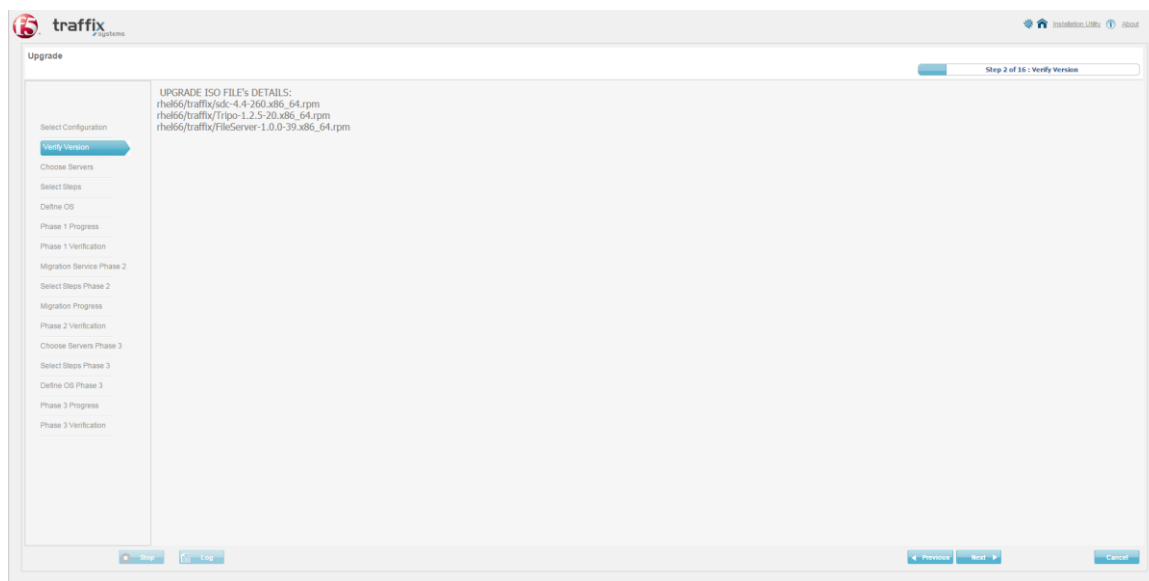 f5
traffix
systems
Installation Utility
About
Upgrade
Step 2 of 16 : Verify Version
UPGRADE ISO FILE's DETAILS:
rhel66/traffix/sdc-4.4-260.x86_64.rpm
rhel66/traffix/Tripo-1.2.5-20.x86_64.rpm
rhel66/traffix/FileServer-1.0.0-39.x86_64.rpm
Select Configuration
Verify Version
Choose Servers
Select Steps
Define OS
Phase 1 Progress
Phase 1 Verification
Migration Service Phase 2
Select Steps Phase 2
Migration Progress
Phase 2 Verification
Choose Servers Phase 3
Select Steps Phase 3
Define OS Phase 3
Phase 3 Progress
Phase 3 Verification
Stop
Log
Previous
Next
Cancel